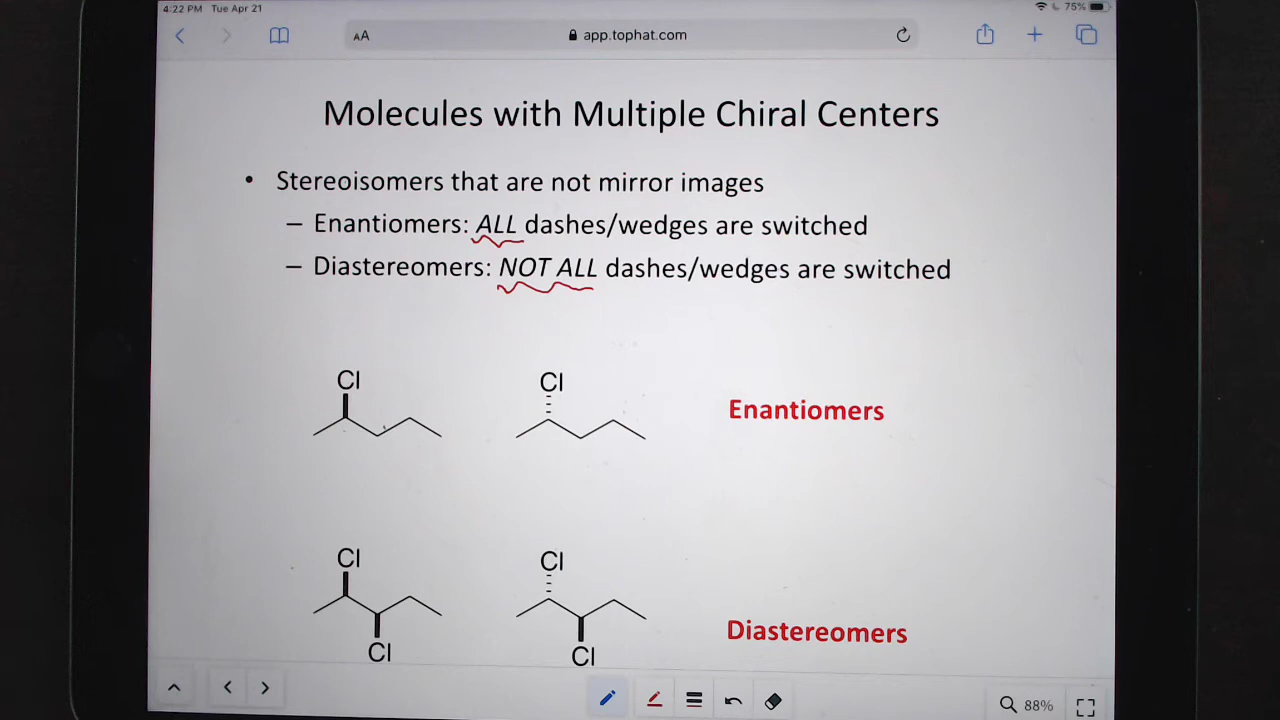 4:22 PM Tue Apr 21
75%
AA
app.tophat.com
Molecules with Multiple Chiral Centers
• Stereoisomers that are not mirror images
– Enantiomers: ALL dashes/wedges are switched
– Diastereomers: NOT ALL dashes/wedges are switched
Cl Cl
Enantiomers
Cl Cl
Diastereomers
Cl Cl
88%